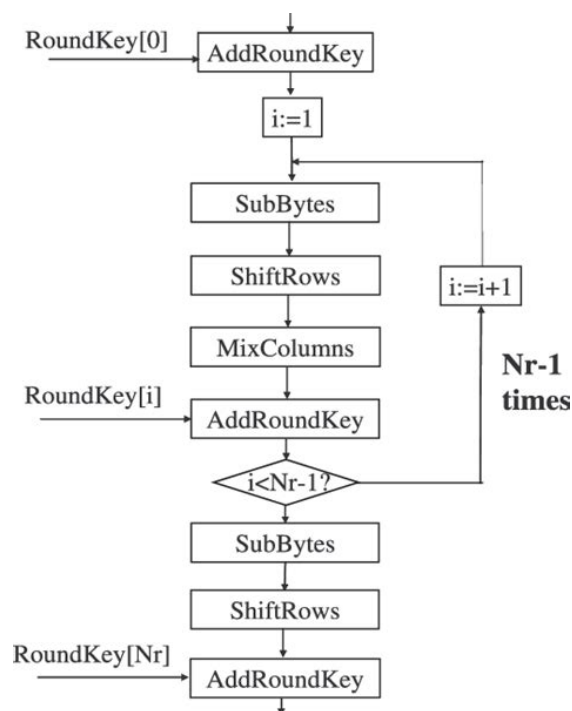 RoundKey[0]
AddRoundKey
i:=1
SubBytes
ShiftRows
i:=i+1
MixColumns
Nr-1
times
RoundKey[i]
AddRoundKey
i<Nr-1?
SubBytes
ShiftRows
RoundKey[Nr]
AddRoundKey